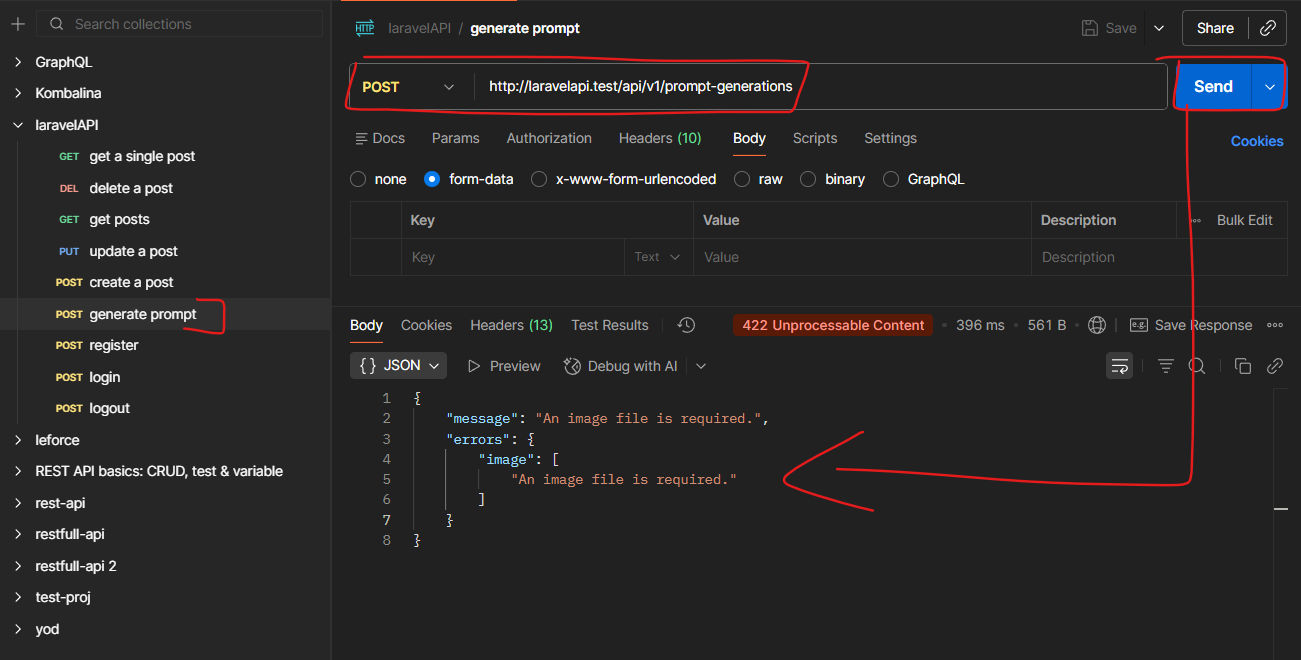 Search collections
GraphQL
Kombalina
laravelAPI
GET get a single post
DEL delete a post
GET get posts
PUT update a post
POST create a post
POST generate prompt
POST register
POST login
POST logout
leforce
REST API basics: CRUD, test & variable
rest-api
restfull-api
restfull-api 2
test-proj
yod
HTTP laravelAPI / generate prompt
Save
Share
POST http://laravelapi.test/api/v1/prompt-generations
Send
Docs Params Authorization Headers (10) Body Scripts Settings
Cookies
none form-data x-www-form-urlencoded raw binary GraphQL
Key Value Description ••• Bulk Edit
Key Text Value Description
Body Cookies Headers (13) Test Results
422 Unprocessable Content • 396 ms • 561 B • e.g. Save Response •••
{} JSON Preview Debug with AI
1 {
2 "message": "An image file is required.",
3 "errors": {
4 "image": [
5 "An image file is required."
6 ]
7 }
8 }